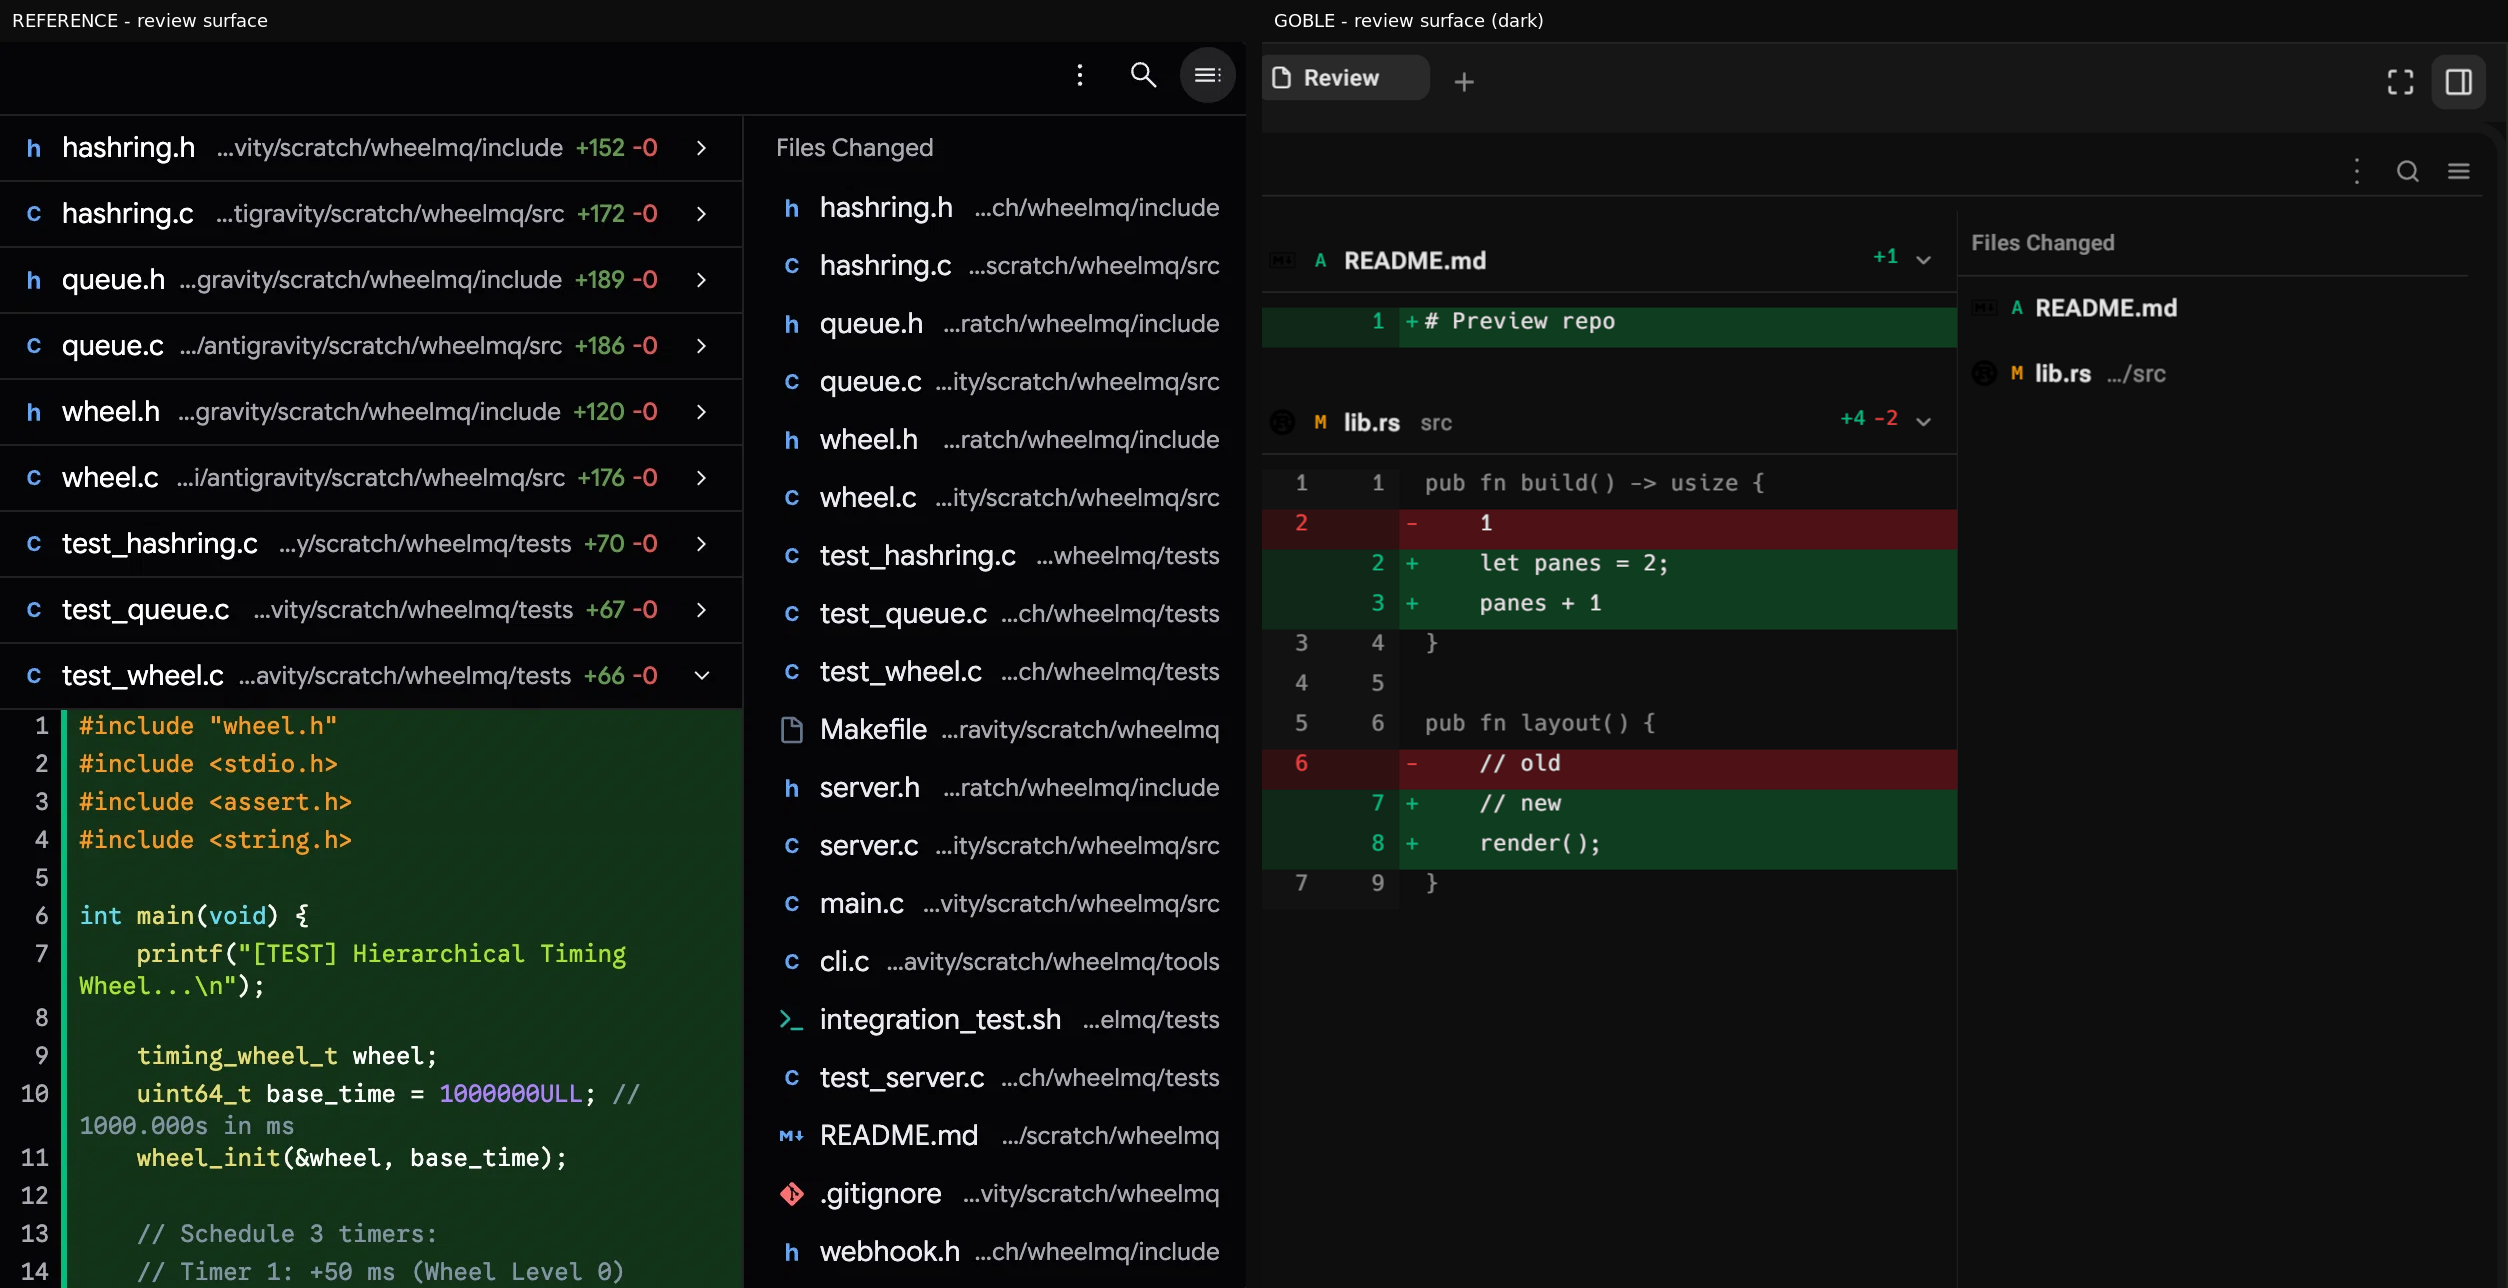 REFERENCE - review surface
h hashring.h ...vity/scratch/wheelmq/include +152 -0
C hashring.c ...tigravity/scratch/wheelmq/src +172 -0
h queue.h ...gravity/scratch/wheelmq/include +189 -0
C queue.c .../antigravity/scratch/wheelmq/src +186 -0
h wheel.h ...gravity/scratch/wheelmq/include +120 -0
C wheel.c ...i/antigravity/scratch/wheelmq/src +176 -0
C test_hashring.c ...y/scratch/wheelmq/tests +70 -0
C test_queue.c ...vity/scratch/wheelmq/tests +67 -0
C test_wheel.c ...avity/scratch/wheelmq/tests +66 -0
1 #include "wheel.h"
2 #include <stdio.h>
3 #include <assert.h>
4 #include <string.h>
5
6 int main(void) {
7     printf("[TEST] Hierarchical Timing
Wheel...\n");
8
9     timing_wheel_t wheel;
10     uint64_t base_time = 1000000ULL; //
1000.000s in ms
11     wheel_init(&wheel, base_time);
12
13     // Schedule 3 timers:
14     // Timer 1: +50 ms (Wheel Level 0)
Files Changed
h hashring.h ...ch/wheelmq/include
C hashring.c ...scratch/wheelmq/src
h queue.h ...ratch/wheelmq/include
C queue.c ...ity/scratch/wheelmq/src
h wheel.h ...ratch/wheelmq/include
C wheel.c ...ity/scratch/wheelmq/src
C test_hashring.c ...wheelmq/tests
C test_queue.c ...ch/wheelmq/tests
C test_wheel.c ...ch/wheelmq/tests
Makefile ...ravity/scratch/wheelmq
h server.h ...ratch/wheelmq/include
C server.c ...ity/scratch/wheelmq/src
C main.c ...vity/scratch/wheelmq/src
C cli.c ...avity/scratch/wheelmq/tools
integration_test.sh ...elmq/tests
C test_server.c ...ch/wheelmq/tests
M↓ README.md .../scratch/wheelmq
.gitignore ...vity/scratch/wheelmq
h webhook.h ...ch/wheelmq/include
GOBLE - review surface (dark)
Review
M↓ A README.md +1
1 + # Preview repo
M lib.rs src +4 -2
1 1 pub fn build() -> usize {
2 -     1
2 +     let panes = 2;
3 +     panes + 1
3 4 }
4 5
5 6 pub fn layout() {
6 -     // old
7 +     // new
8 +     render();
7 9 }
Files Changed
M↓ A README.md
M lib.rs .../src